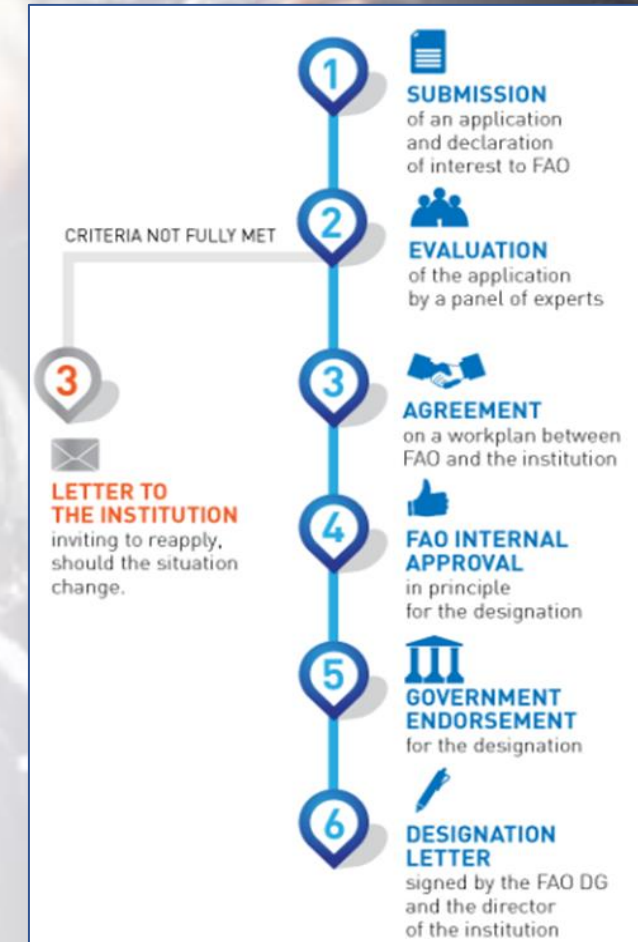 1
SUBMISSION
of an application
and declaration
of interest to FAO
2
EVALUATION
of the application
by a panel of experts
CRITERIA NOT FULLY MET
3
LETTER TO
THE INSTITUTION
inviting to reapply,
should the situation
change.
3
AGREEMENT
on a workplan between
FAO and the institution
4
FAO INTERNAL
APPROVAL
in principle
for the designation
5
GOVERNMENT
ENDORSEMENT
for the designation
6
DESIGNATION
LETTER
signed by the FAO DG
and the director
of the institution